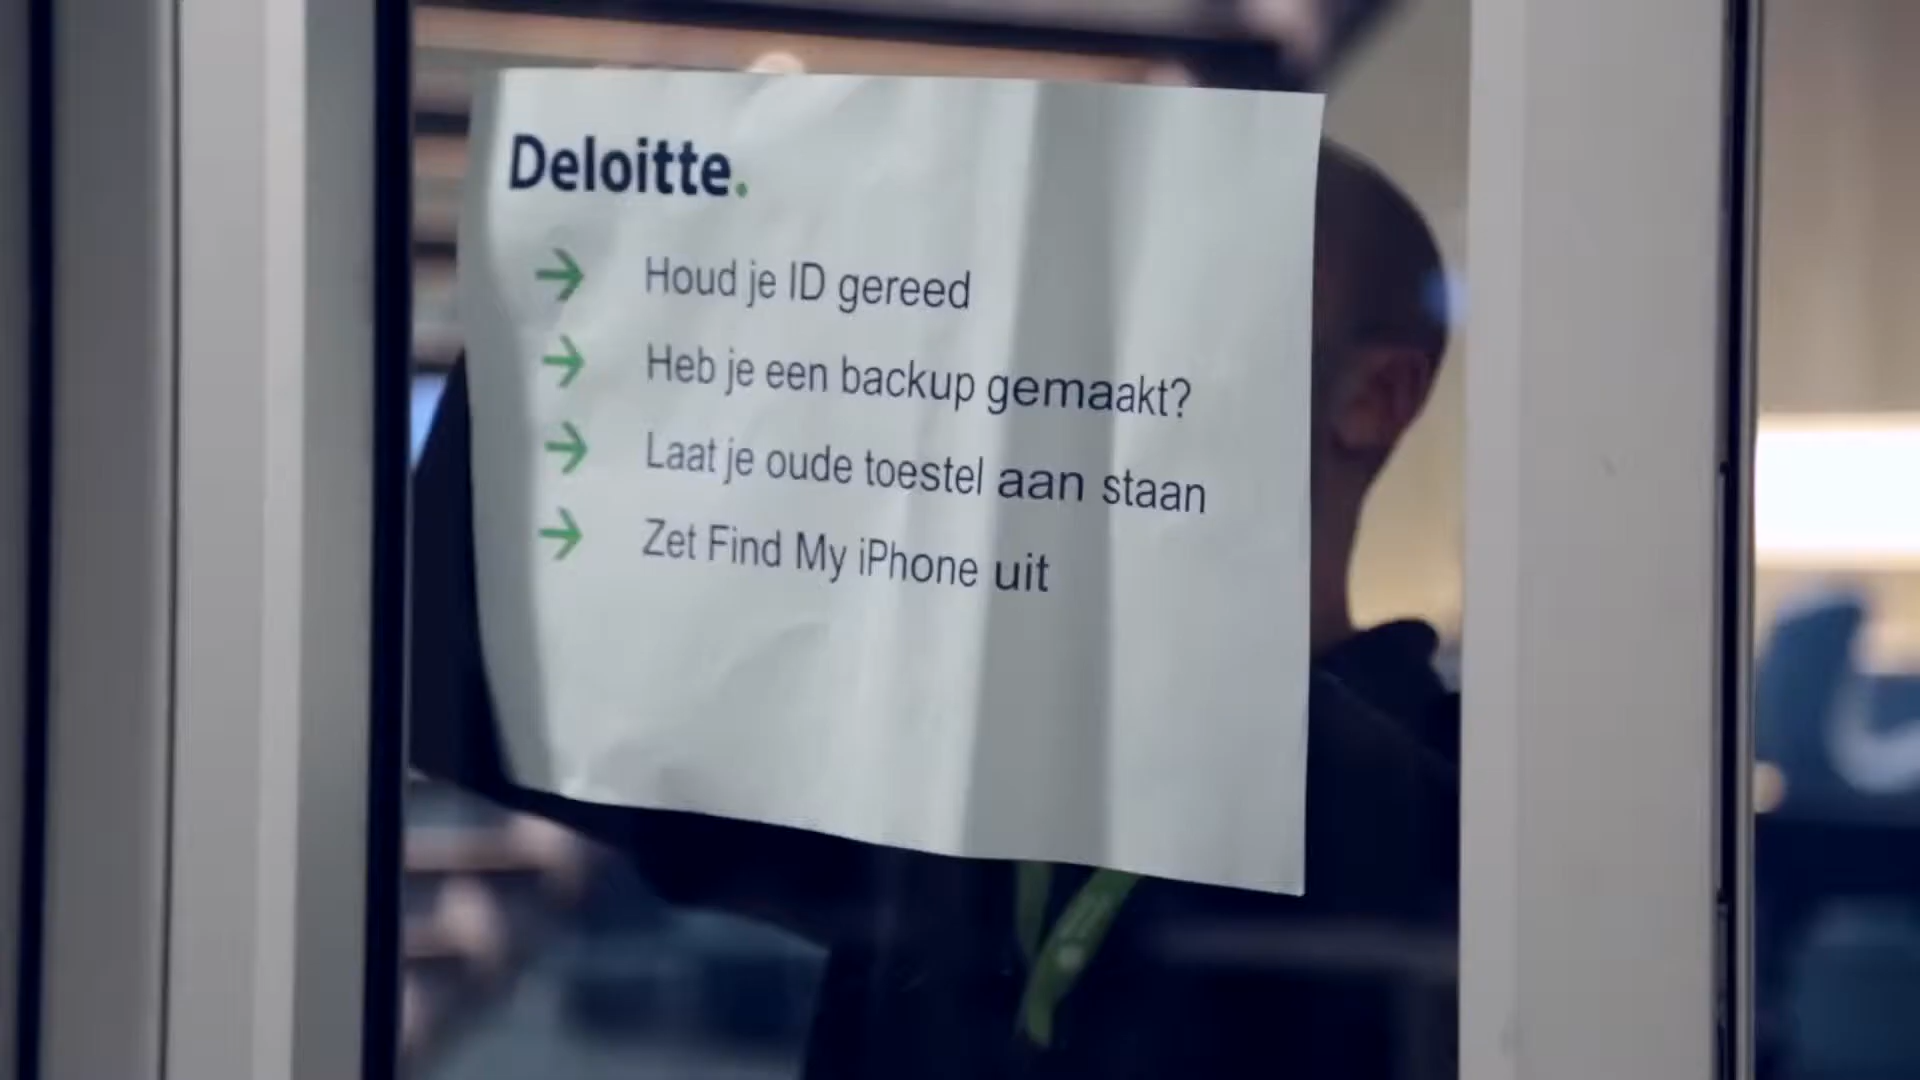 Deloitte.
→ Houd je ID gereed
→ Heb je een backup gemaakt?
→ Laat je oude toestel aan staan
→ Zet Find My iPhone uit